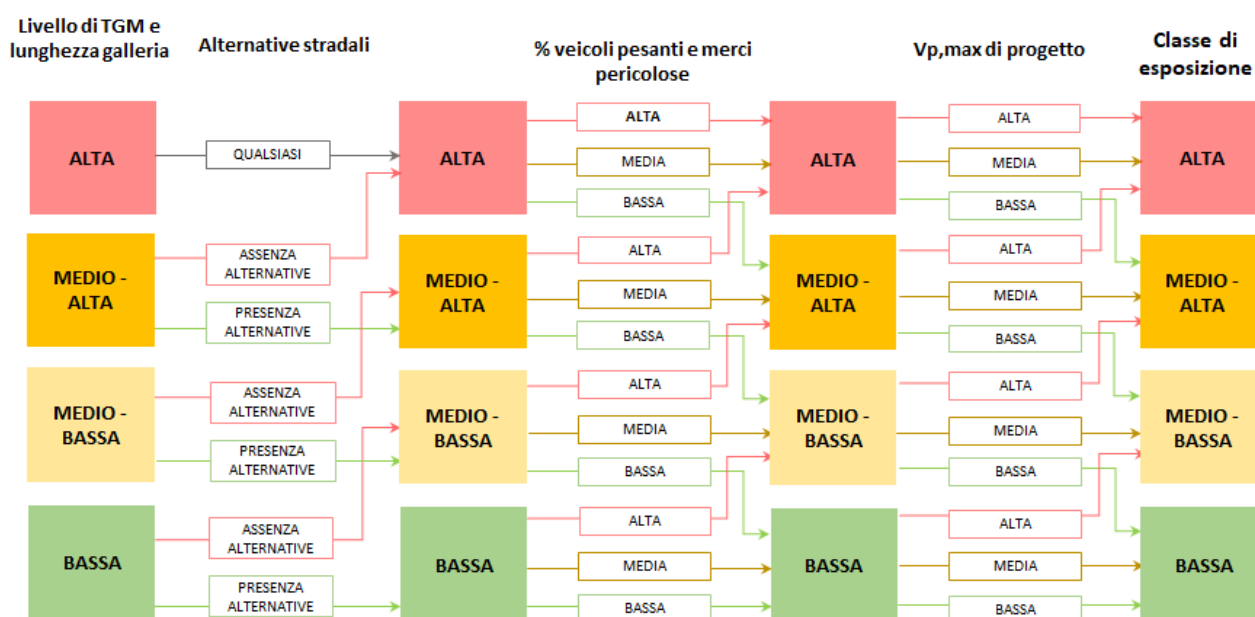 Livello di TGM e
lunghezza galleria
Alternative stradali
% veicoli pesanti e merci
pericolose
Vp,max di progetto
Classe di
esposizione
ALTA
QUALSIASI
ALTA
ALTA
MEDIA
BASSA
ALTA
ALTA
MEDIA
BASSA
ALTA
MEDIO -
ALTA
ASSENZA
ALTERNATIVE
PRESENZA
ALTERNATIVE
MEDIO -
ALTA
ALTA
MEDIA
BASSA
MEDIO -
ALTA
ALTA
MEDIA
BASSA
MEDIO -
ALTA
MEDIO -
BASSA
ASSENZA
ALTERNATIVE
PRESENZA
ALTERNATIVE
MEDIO -
BASSA
ALTA
MEDIA
BASSA
MEDIO -
BASSA
ALTA
MEDIA
BASSA
MEDIO -
BASSA
BASSA
ASSENZA
ALTERNATIVE
PRESENZA
ALTERNATIVE
BASSA
ALTA
MEDIA
BASSA
BASSA
ALTA
MEDIA
BASSA
BASSA